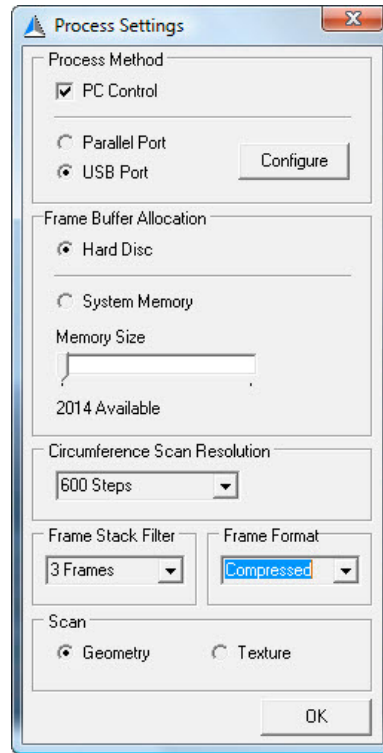 Process Settings
Process Method
PC Control
Parallel Port
USB Port
Configure
Frame Buffer Allocation
Hard Disc
System Memory
Memory Size
2014 Available
Circumference Scan Resolution
600 Steps
Frame Stack Filter
Frame Format
3 Frames
Compressed
Scan
Geometry
Texture
OK